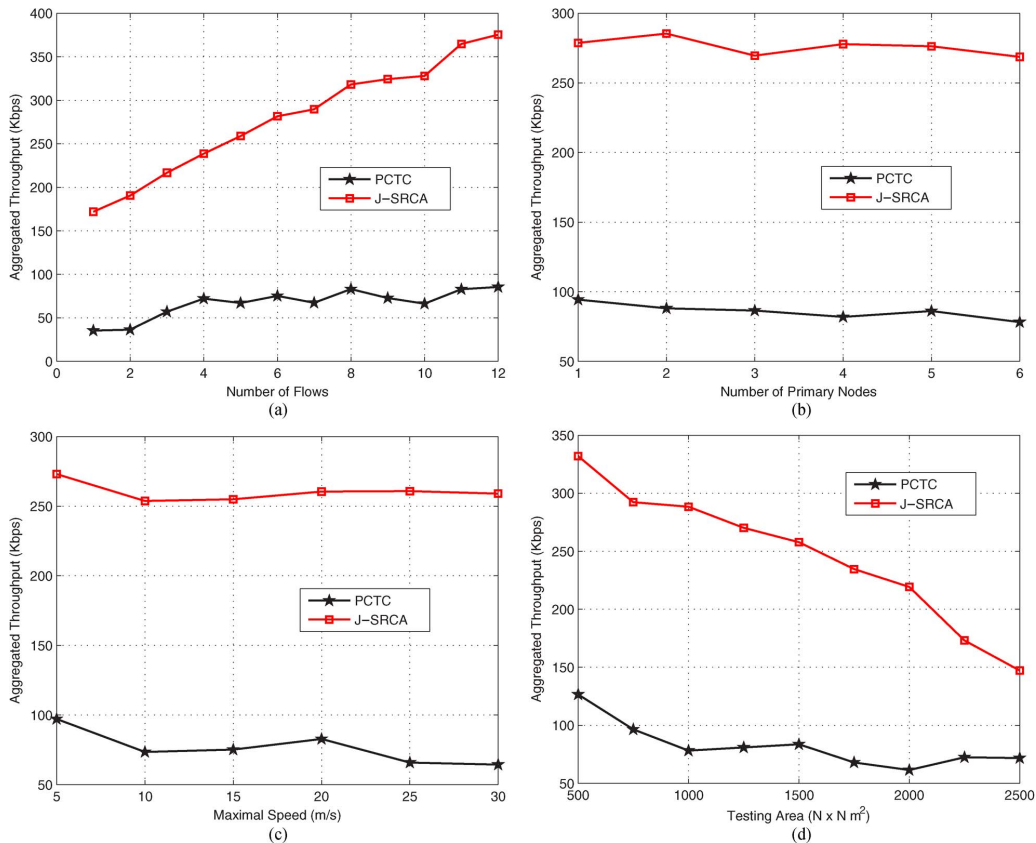 400
350
300
250
200
150
100
50
0
Aggregated Throughput (Kbps)
PCTC
J-SRCA
0 2 4 6 8 10 12
Number of Flows
(a)
300
250
200
150
100
50
Aggregated Throughput (Kbps)
PCTC
J-SRCA
1 2 3 4 5 6
Number of Primary Nodes
(b)
300
250
200
150
100
50
Aggregated Throughput (Kbps)
PCTC
J-SRCA
5 10 15 20 25 30
Maximal Speed (m/s)
(c)
350
300
250
200
150
100
50
Aggregated Throughput (Kbps)
PCTC
J-SRCA
500 1000 1500 2000 2500
Testing Area (N x N m²)
(d)